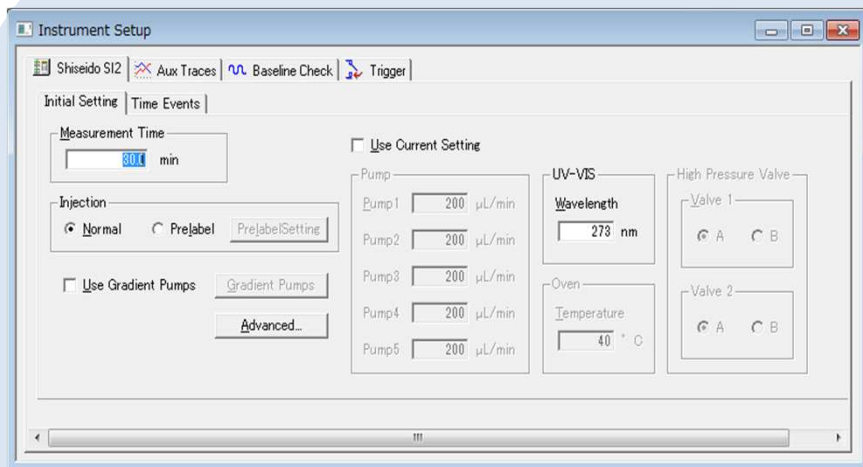 Instrument Setup
Shiseido SI2 Aux Traces Baseline Check Trigger
Initial Setting Time Events
Measurement Time
min
Use Current Setting
Injection
Normal Prelabel PrelabelSetting
Use Gradient Pumps Gradient Pumps
Advanced...
Pump
Pump1 200 µL/min
Pump2 200 µL/min
Pump3 200 µL/min
Pump4 200 µL/min
Pump5 200 µL/min
UV-VIS
Wavelength
273 nm
Oven
Temperature
40 ° C
High Pressure Valve
Valve 1
A B
Valve 2
A B